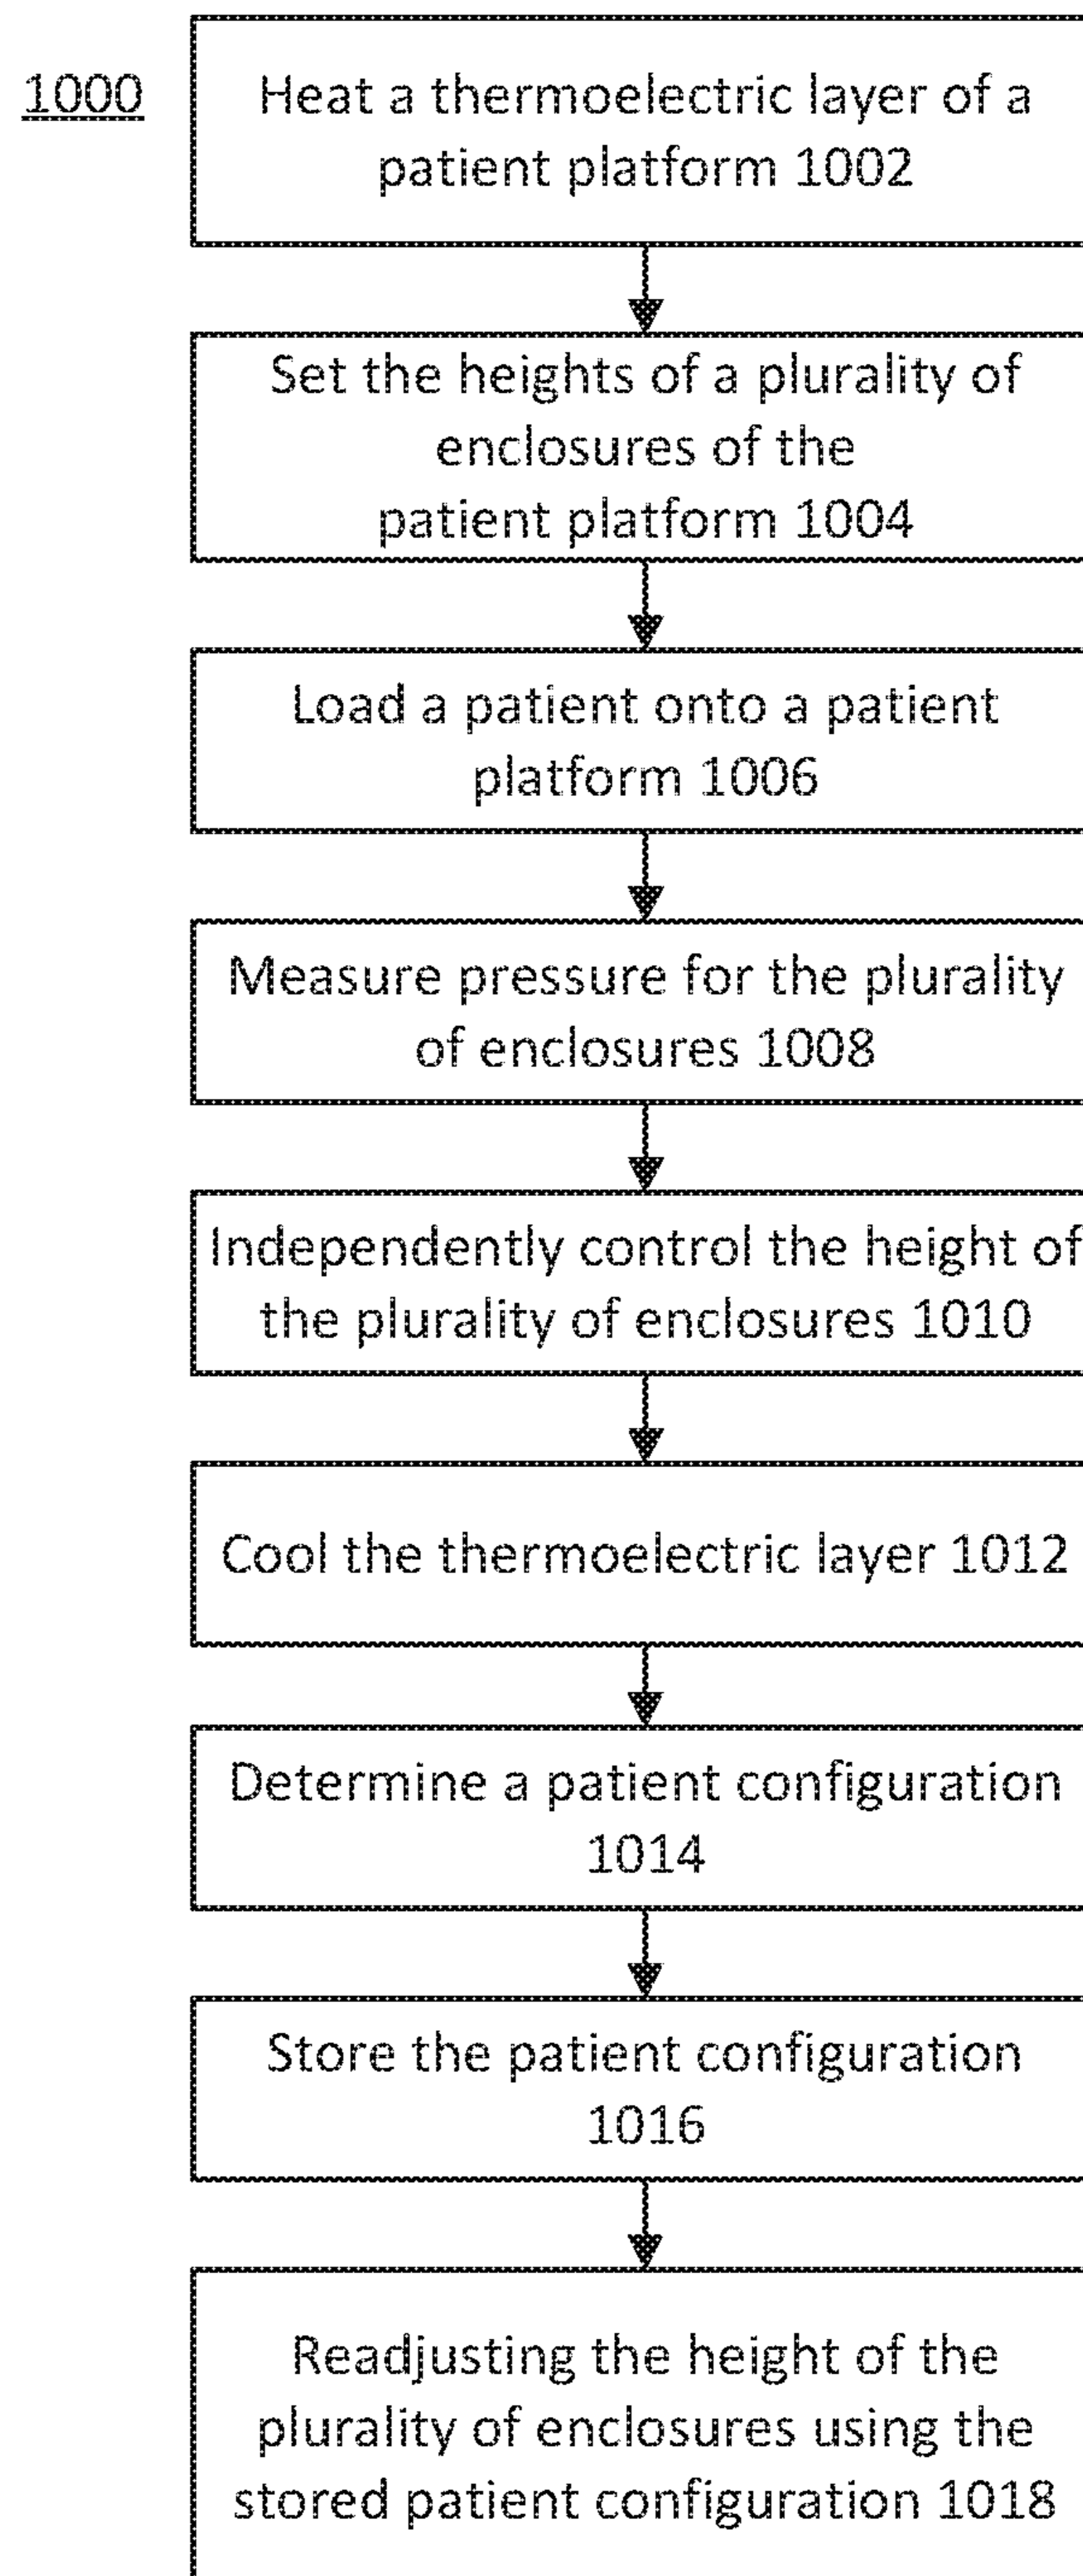 1000
Heat a thermoelectric layer of a
patient platform 1002
Set the heights of a plurality of
enclosures of the
patient platform 1004
Load a patient onto a patient
platform 1006
Measure pressure for the plurality
of enclosures 1008
Independently control the height of
the plurality of enclosures 1010
Cool the thermoelectric layer 1012
Determine a patient configuration
1014
Store the patient configuration
1016
Readjusting the height of the
plurality of enclosures using the
stored patient configuration 1018